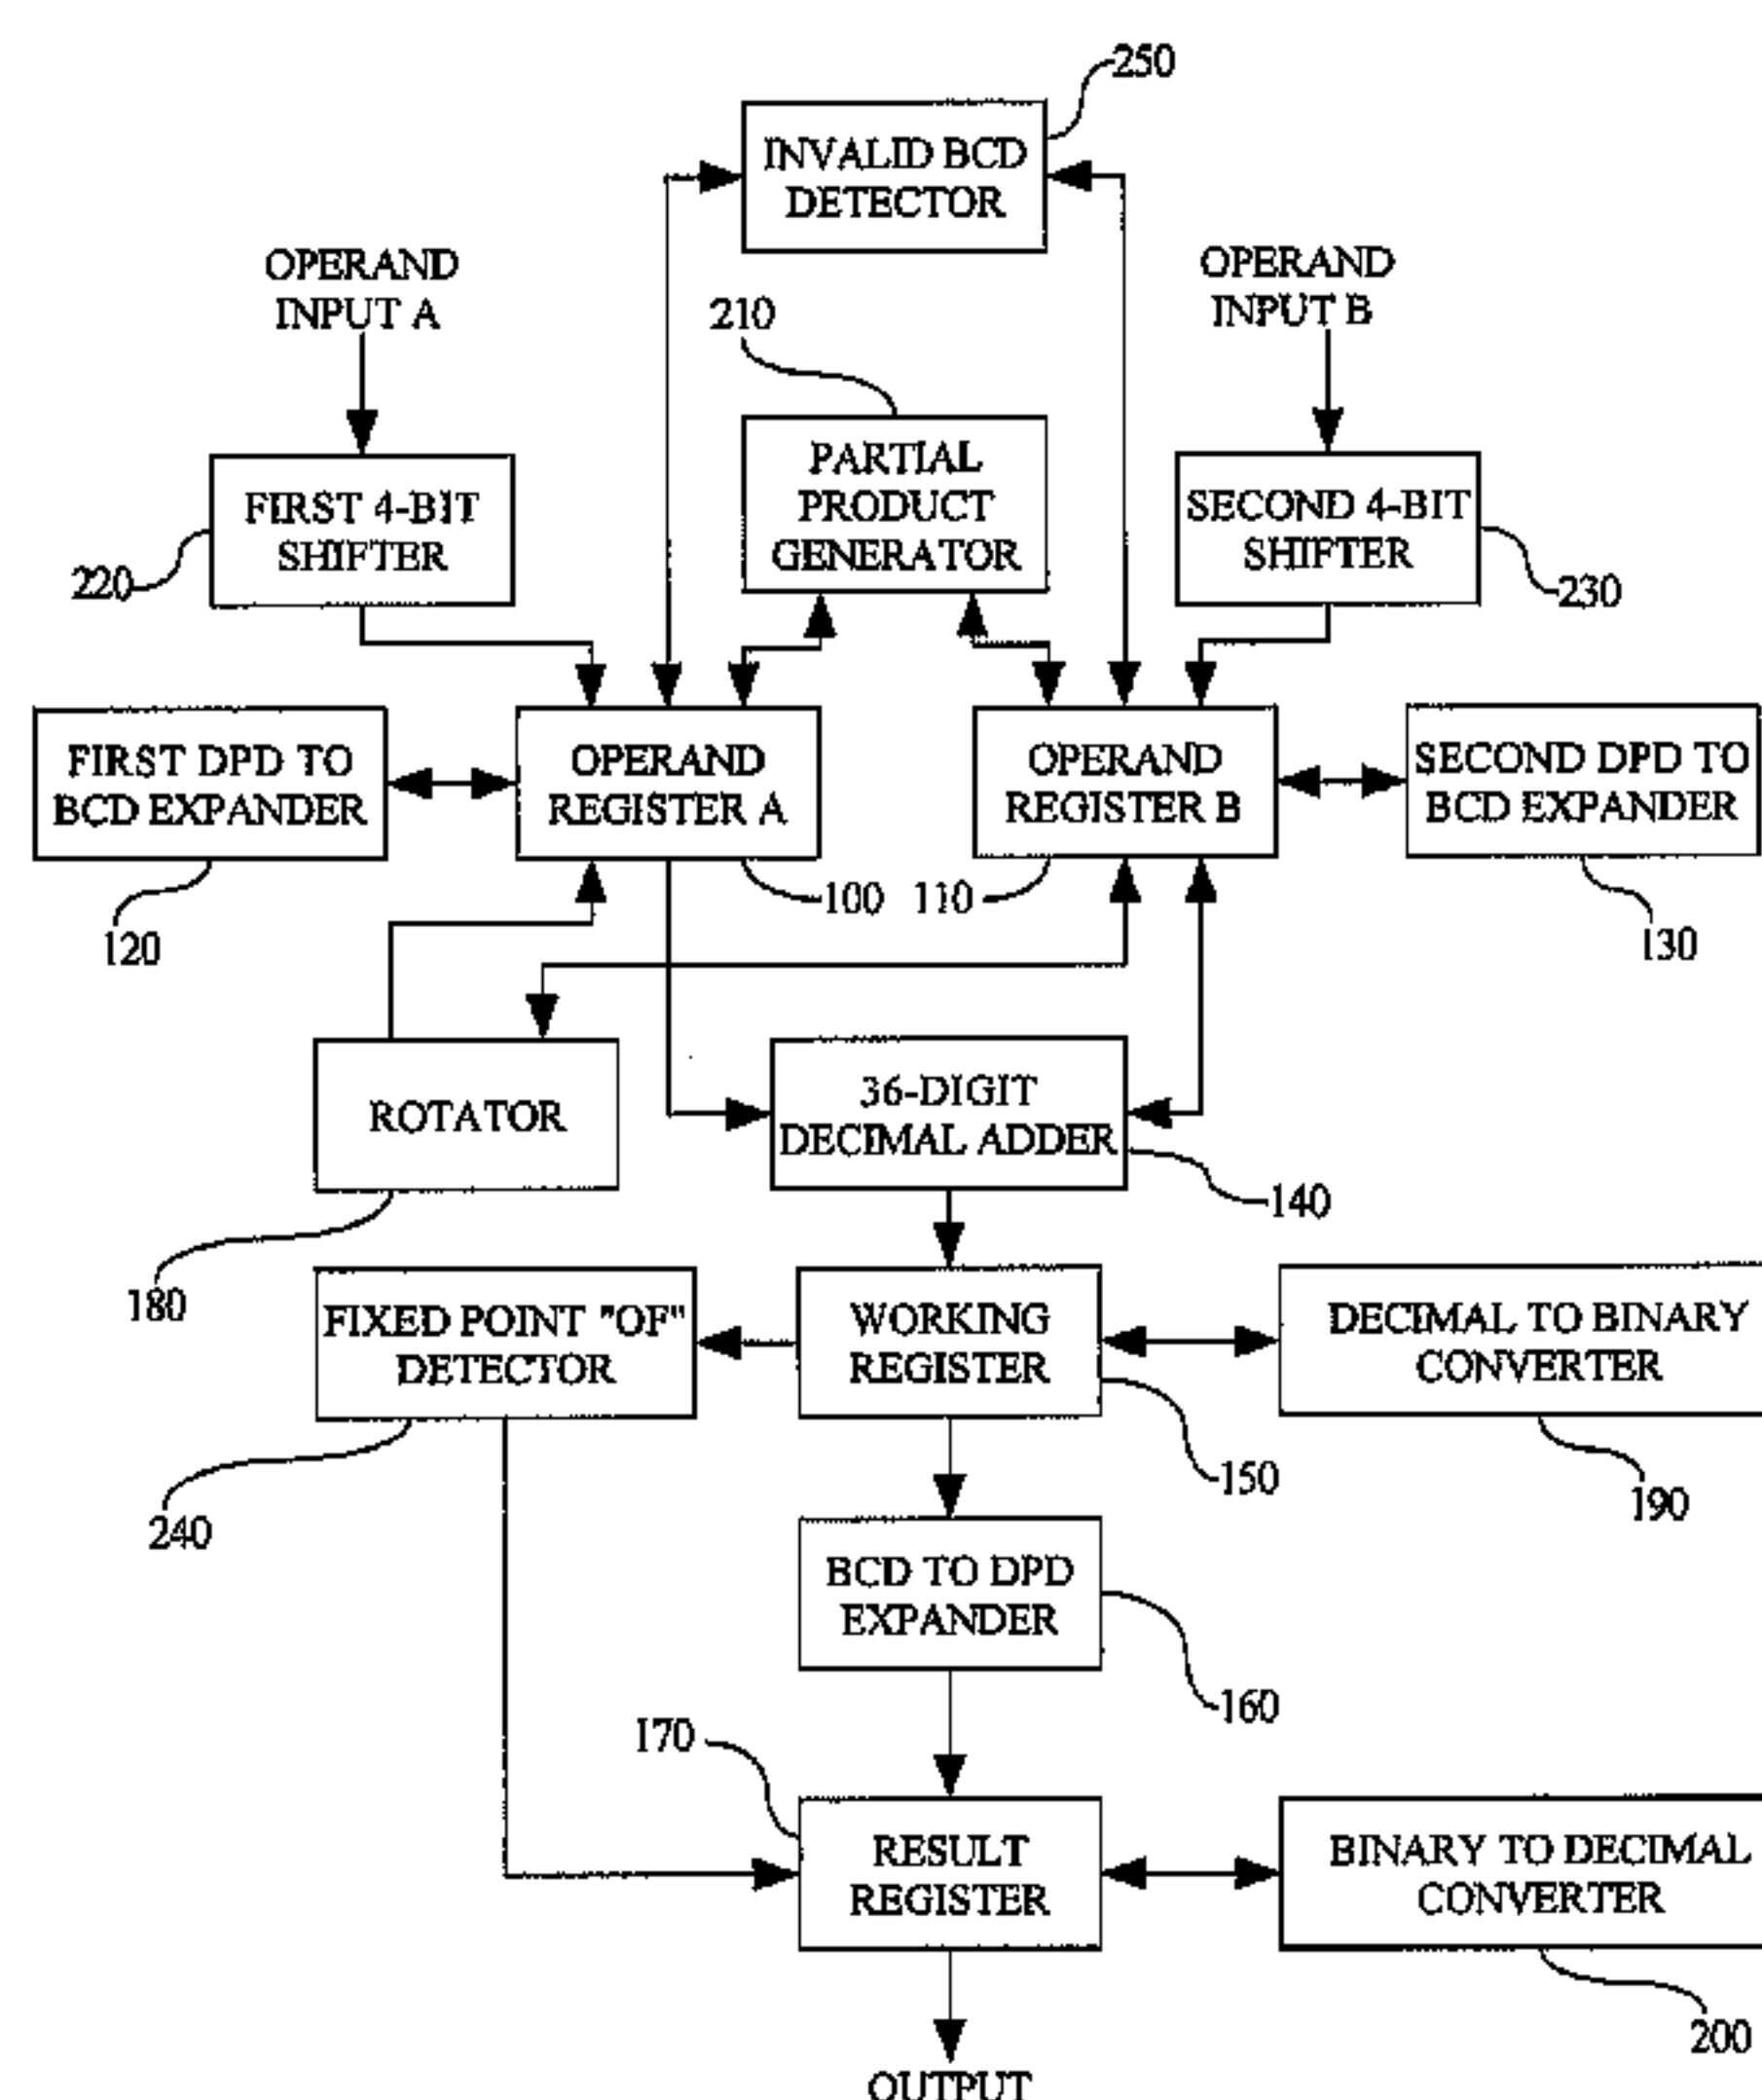 250
INVALID BCD
DETECTOR
OPERAND
INPUT A
210
OPERAND
INPUT B
PARTIAL
PRODUCT
GENERATOR
FIRST 4-BIT
SHIFTER
220
SECOND 4-BIT
SHIFTER
230
FIRST DPD TO
BCD EXPANDER
OPERAND
REGISTER A
OPERAND
REGISTER B
SECOND DPD TO
BCD EXPANDER
120
100
110
130
ROTATOR
36-DIGIT
DECIMAL ADDER
140
180
FIXED POINT "OF"
DETECTOR
WORKING
REGISTER
DECIMAL TO BINARY
CONVERTER
240
150
190
BCD TO DPD
EXPANDER
160
170
RESULT
REGISTER
BINARY TO DECIMAL
CONVERTER
200
OUTPUT